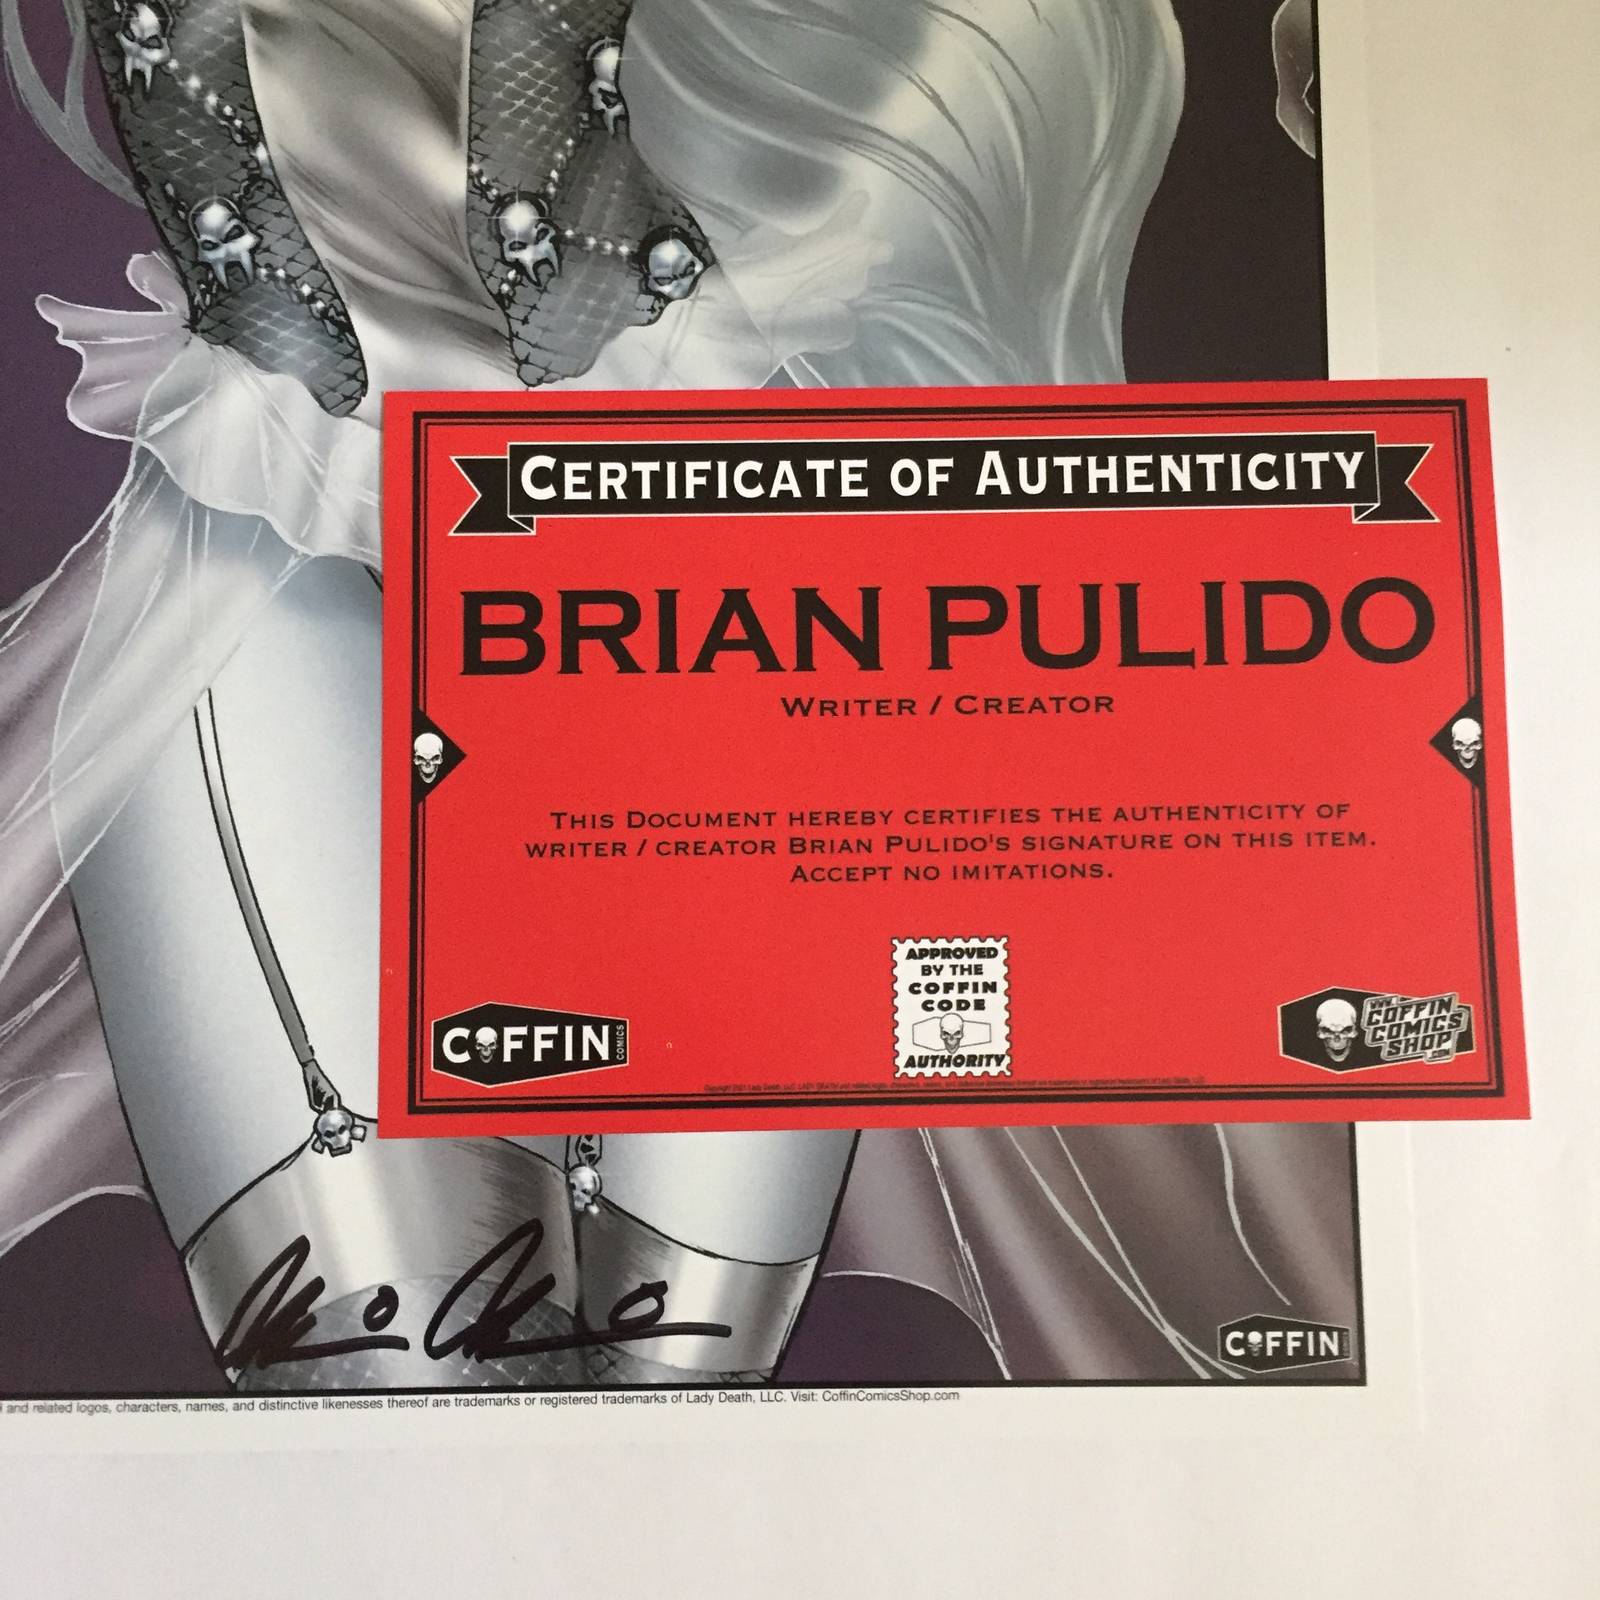 CERTIFICATE OF AUTHENTICITY
BRIAN PULIDO
WRITER / CREATOR
THIS DOCUMENT HEREBY CERTIFIES THE AUTHENTICITY OF
WRITER / CREATOR BRIAN PULIDO'S SIGNATURE ON THIS ITEM.
ACCEPT NO IMITATIONS.
APPROVED
BY THE
COFFIN
CODE
AUTHORITY
COFFIN
COMICS
WWW.
COFFIN
COMICS
SHOP
.COM
COFFIN
and related logos, characters, names, and distinctive likenesses thereof are trademarks or registered trademarks of Lady Death, LLC. Visit: CoffinComicsShop.com